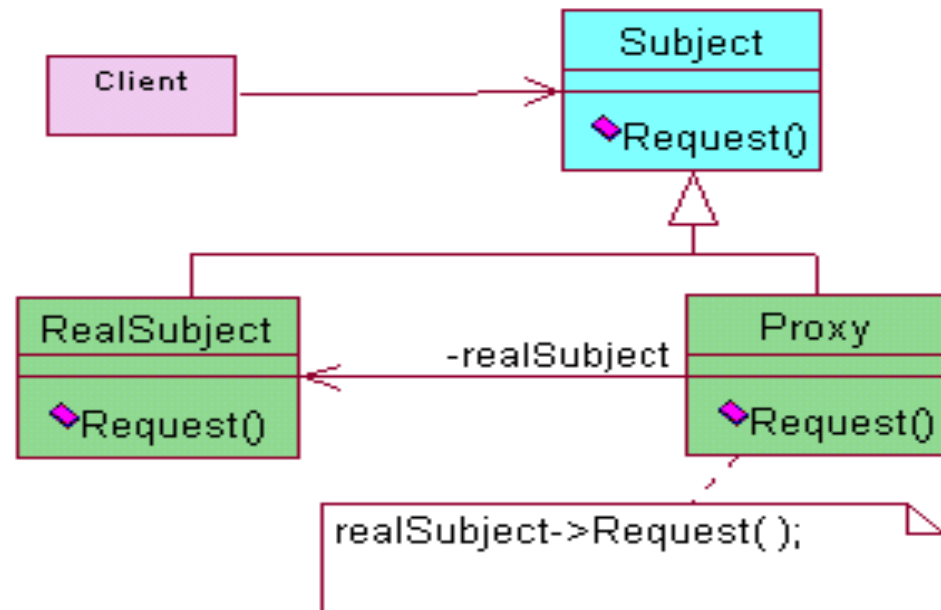 Subject
Client
Request()
RealSubject
Proxy
-realSubject
Request()
Request()
realSubject->Request( );